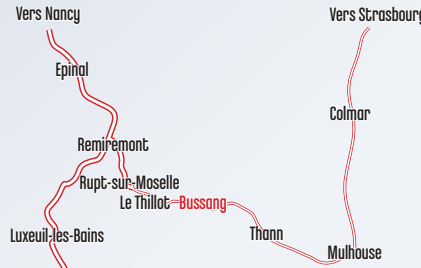 Vers Nancy
Vers Strasbourg
Epinal
Colmar
Remiremont
Rupt-sur-Moselle
Le Thillot
Bussang
Luxeuil-les-Bains
Thann
Mulhouse